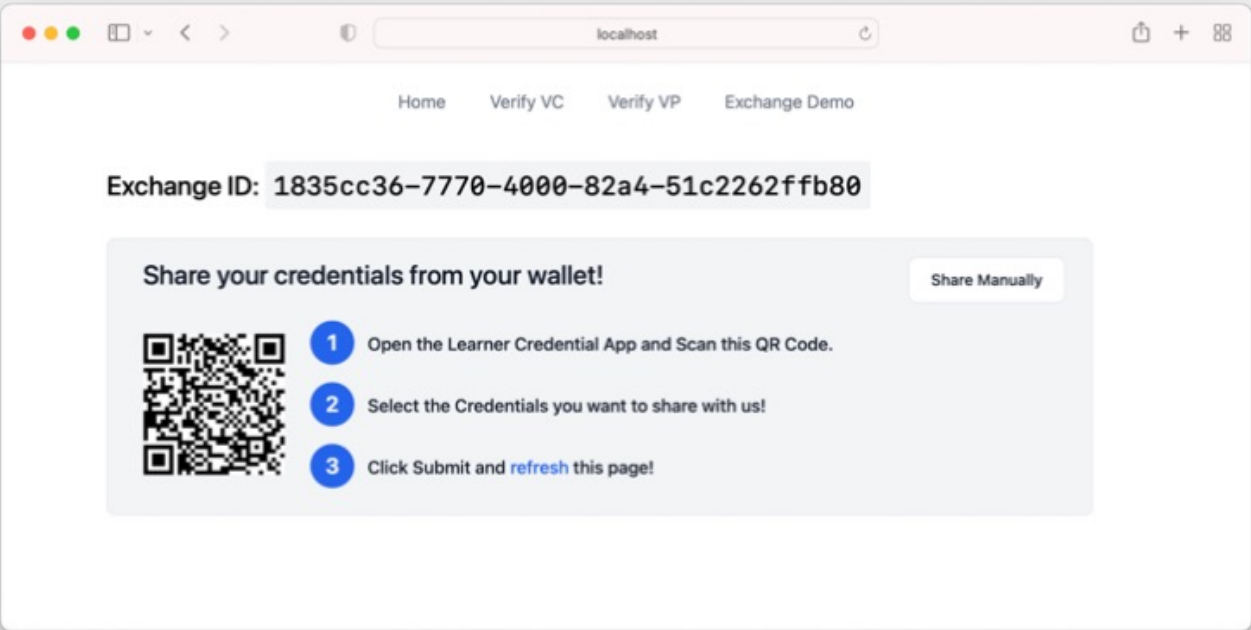 localhost
Home Verify VC Verify VP Exchange Demo
Exchange ID: 1835cc36-7770-4000-82a4-51c2262ffb80
Share your credentials from your wallet!
Share Manually
1 Open the Learner Credential App and Scan this QR Code.
2 Select the Credentials you want to share with us!
3 Click Submit and refresh this page!